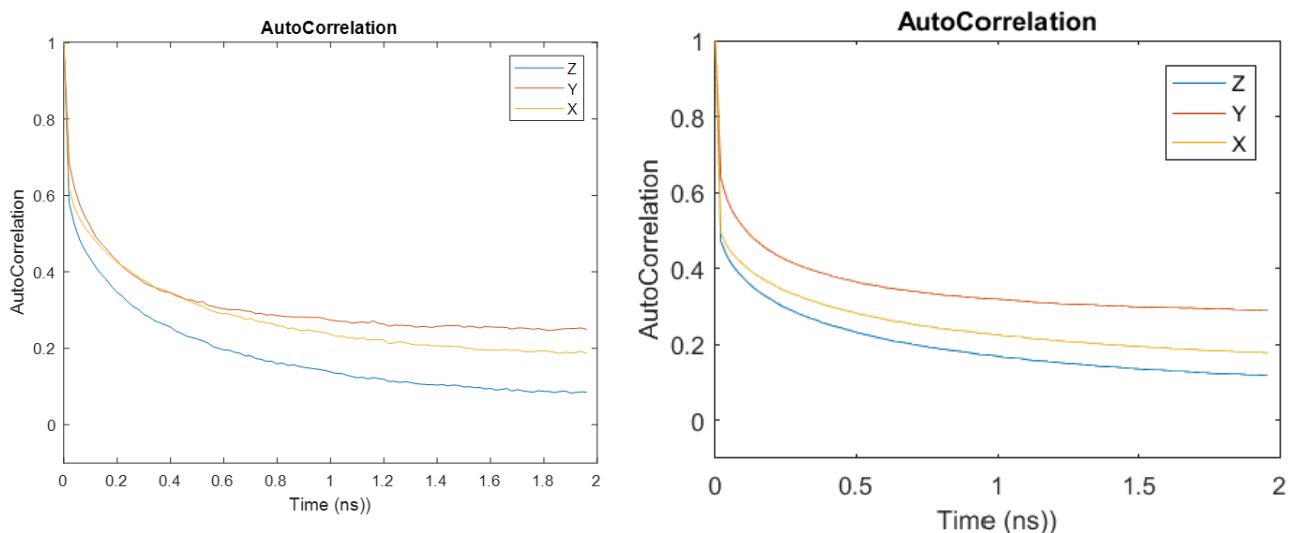 AutoCorrelation
1
0.8
0.6
0.4
0.2
0
AutoCorrelation
Z
Y
X
0 0.2 0.4 0.6 0.8 1 1.2 1.4 1.6 1.8 2
Time (ns))
AutoCorrelation
1
0.8
0.6
0.4
0.2
0
AutoCorrelation
Z
Y
X
0 0.5 1 1.5 2
Time (ns))